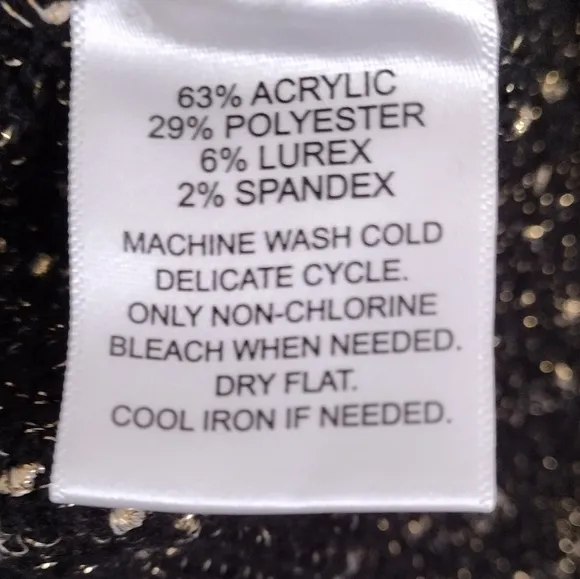 63% ACRYLIC
29% POLYESTER
6% LUREX
2% SPANDEX
MACHINE WASH COLD
DELICATE CYCLE.
ONLY NON-CHLORINE
BLEACH WHEN NEEDED.
DRY FLAT.
COOL IRON IF NEEDED.